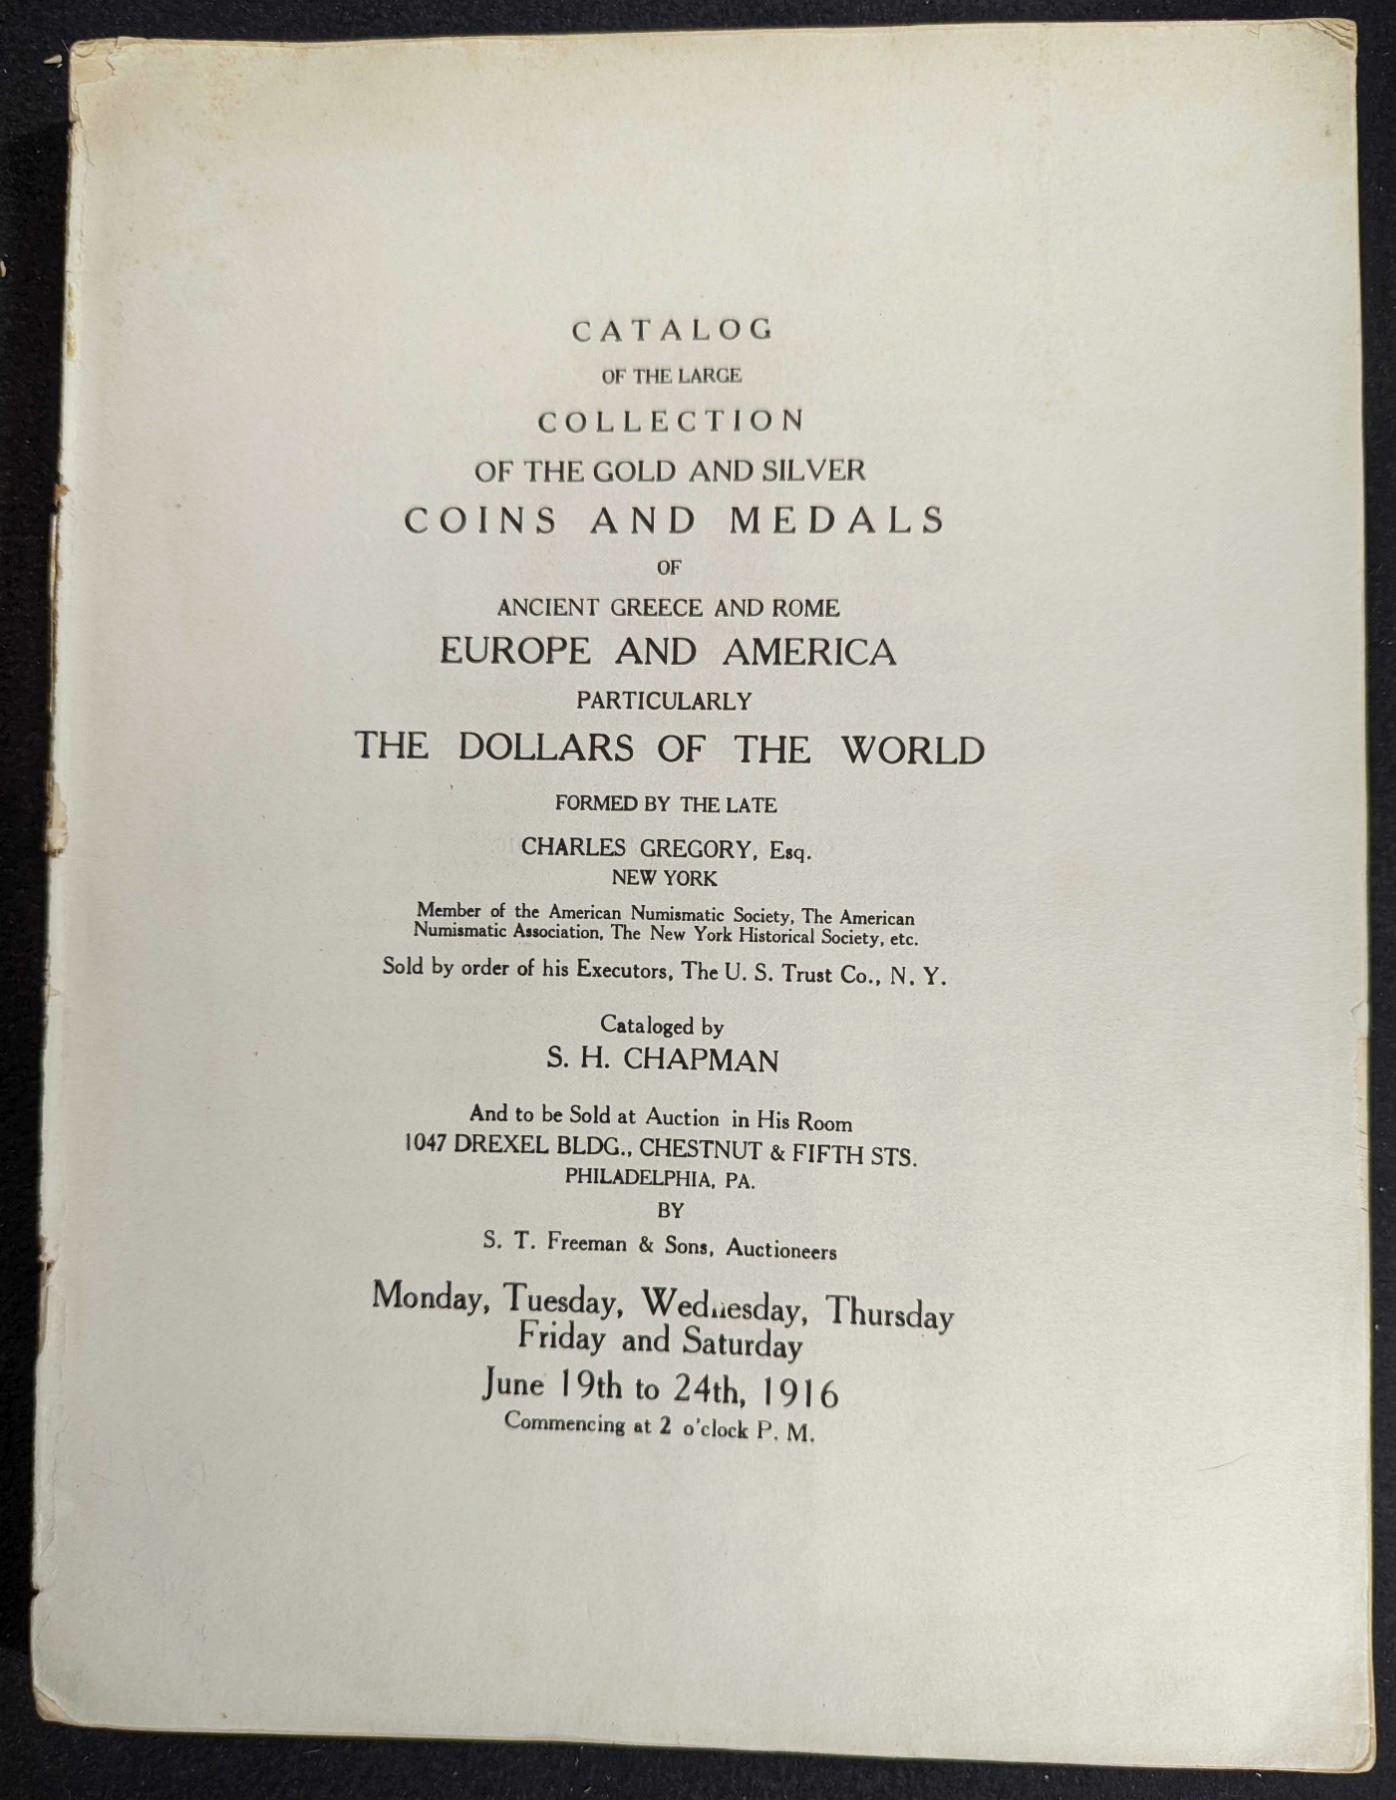 CATALOG
OF THE LARGE
COLLECTION
OF THE GOLD AND SILVER
COINS AND MEDALS
OF
ANCIENT GREECE AND ROME
EUROPE AND AMERICA
PARTICULARLY
THE DOLLARS OF THE WORLD
FORMED BY THE LATE
CHARLES GREGORY, Esq.
NEW YORK
Member of the American Numismatic Society, The American
Numismatic Association, The New York Historical Society, etc.
Sold by order of his Executors, The U. S. Trust Co., N. Y.
Cataloged by
S. H. CHAPMAN
And to be Sold at Auction in His Room
1047 DREXEL BLDG., CHESTNUT & FIFTH STS.
PHILADELPHIA, PA.
BY
S. T. Freeman & Sons, Auctioneers
Monday, Tuesday, Wednesday, Thursday
Friday and Saturday
June 19th to 24th, 1916
Commencing at 2 o'clock P. M.